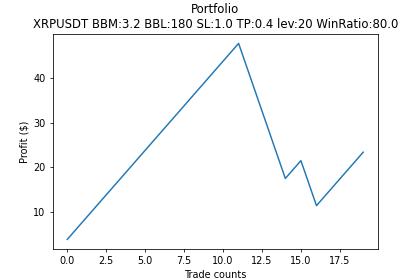 Portfolio
XRPUSDT BBM:3.2 BBL:180 SL:1.0 TP:0.4 lev:20 WinRatio:80.0
Profit ($)
40
30
20
10
0.0 2.5 5.0 7.5 10.0 12.5 15.0 17.5
Trade counts